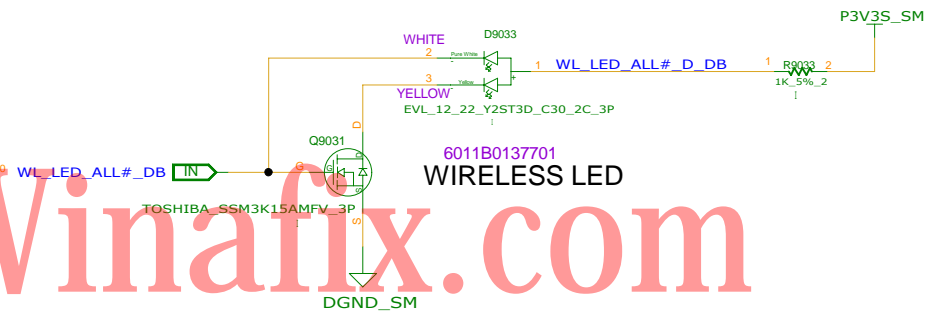 P3V3S_SM
D9033
WHITE
2 Pure White
1 WL_LED_ALL#_D_DB 1 R9033 2
1K_5%_2
3 Yellow
YELLOW
EVL_12_22_Y2ST3D_C30_2C_3P
D
Q9031
D
6011B0137701
WIRELESS LED
WL_LED_ALL#_DB IN G G
S
TOSHIBA_SSM3K15AMFV_3P
S
DGND_SM
Winafix.com